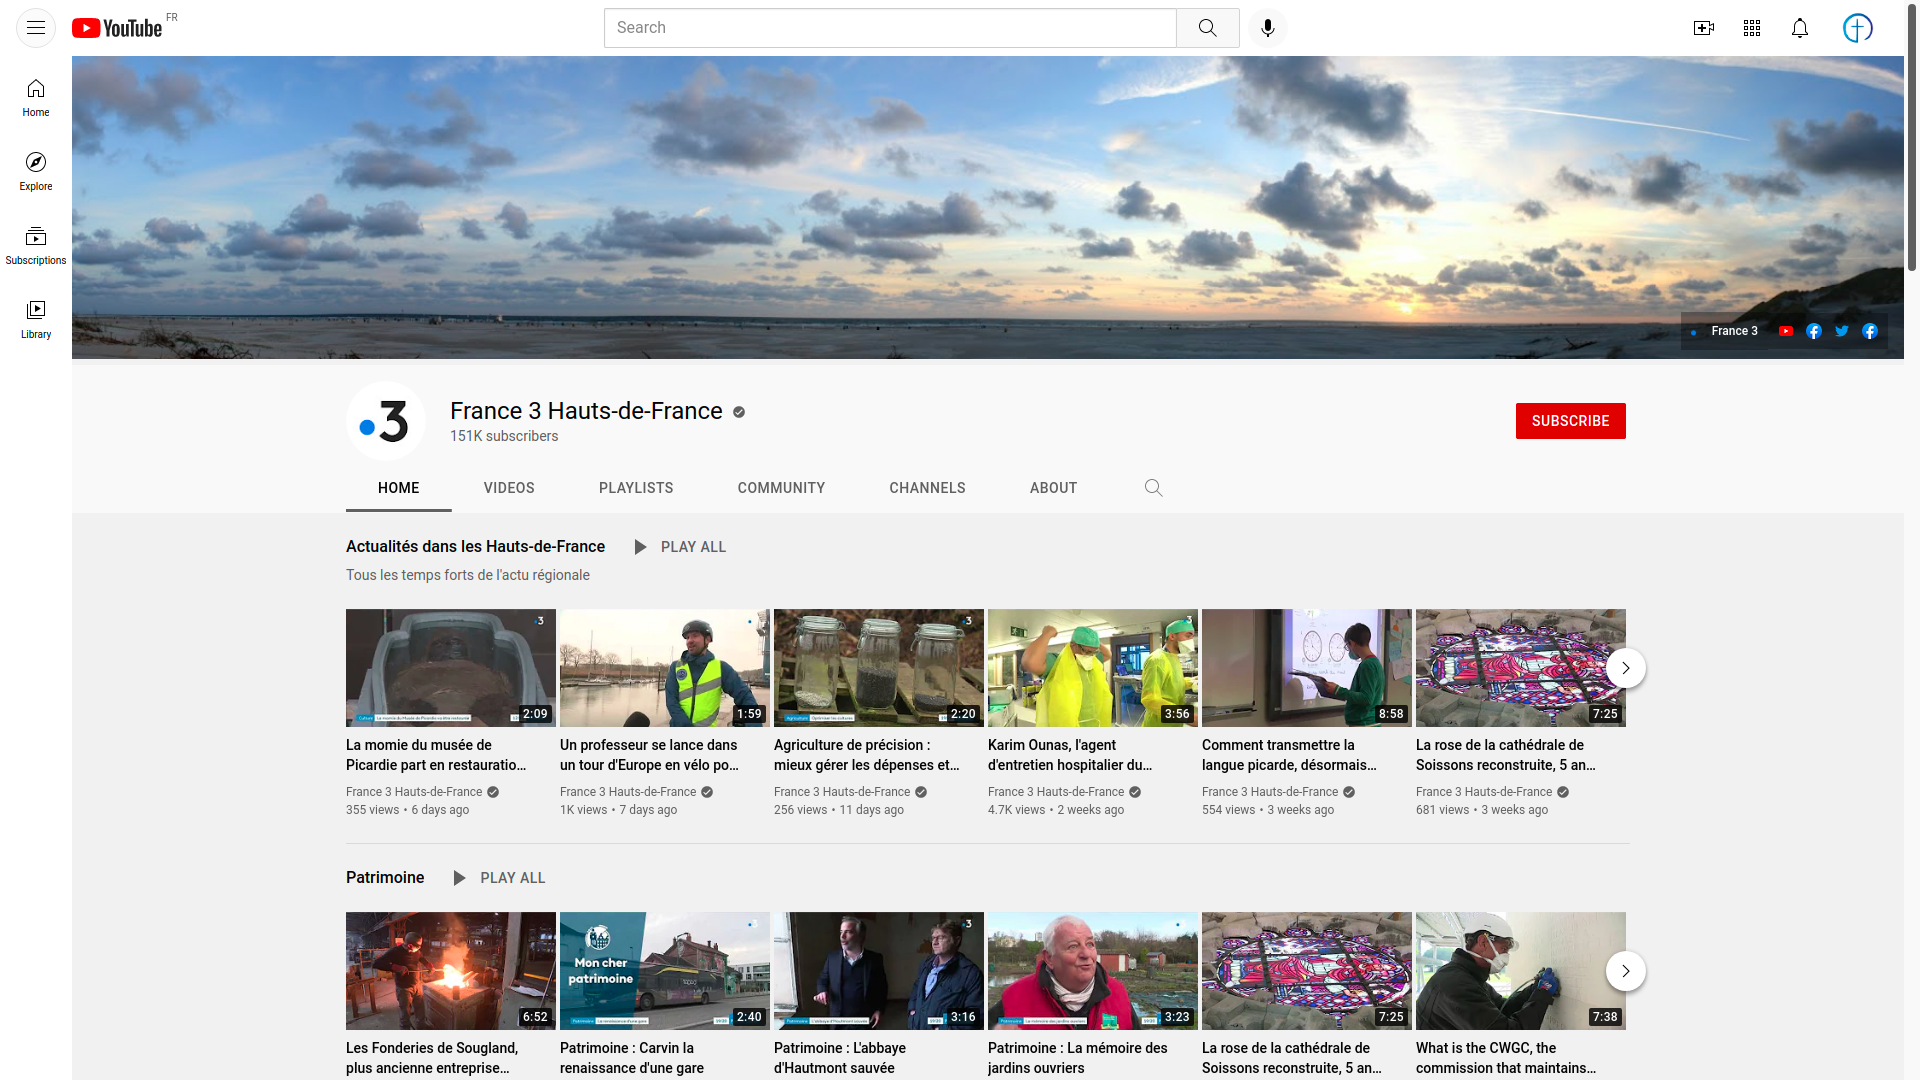 YouTube FR
Search
Home
Explore
Subscriptions
Library
France 3
3
France 3 Hauts-de-France
151K subscribers
SUBSCRIBE
HOME VIDEOS PLAYLISTS COMMUNITY CHANNELS ABOUT
Actualités dans les Hauts-de-France PLAY ALL
Tous les temps forts de l'actu régionale
2:09
1:59
2:20
3:56
8:58
7:25
La momie du musée de
Picardie part en restauratio...
France 3 Hauts-de-France
355 views • 6 days ago
Un professeur se lance dans
un tour d'Europe en vélo po...
France 3 Hauts-de-France
1K views • 7 days ago
Agriculture de précision :
mieux gérer les dépenses et...
France 3 Hauts-de-France
256 views • 11 days ago
Karim Ounas, l'agent
d'entretien hospitalier du...
France 3 Hauts-de-France
4.7K views • 2 weeks ago
Comment transmettre la
langue picarde, désormais...
France 3 Hauts-de-France
554 views • 3 weeks ago
La rose de la cathédrale de
Soissons reconstruite, 5 an...
France 3 Hauts-de-France
681 views • 3 weeks ago
Patrimoine PLAY ALL
6:52
Mon cher
patrimoine
2:40
3:16
3:23
7:25
7:38
Les Fonderies de Sougland,
plus ancienne entreprise...
Patrimoine : Carvin la
renaissance d'une gare
Patrimoine : L'abbaye
d'Hautmont sauvée
Patrimoine : La mémoire des
jardins ouvriers
La rose de la cathédrale de
Soissons reconstruite, 5 an...
What is the CWGC, the
commission that maintains...